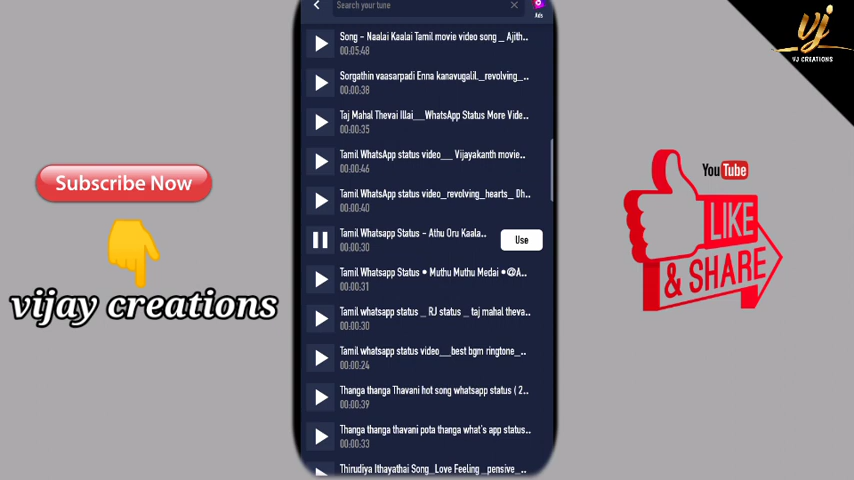 Search your tune
Ads
Song - Naalai Kaalai Tamil movie video song _ Ajith..
00:05:48
Sorgathin vaasarpadi Enna kanavugalil._revolving_..
00:00:38
Taj Mahal Thevai Illai__WhatsApp Status More Vide..
00:00:35
Tamil WhatsApp status video__ Vijayakanth movie..
00:00:46
Tamil WhatsApp status video_revolving_hearts_ Dh..
00:00:40
Tamil Whatsapp Status - Athu Oru Kaala..
00:00:30
Use
Tamil Whatsapp Status • Muthu Muthu Medai •@A..
00:00:31
Tamil whatsapp status _ RJ status _ taj mahal theva..
00:00:30
Tamil whatsapp status video__best bgm ringtone_..
00:00:24
Thanga thanga Thavani hot song whatsapp status ( 2..
00:00:39
Thanga thanga thavani pota thanga what's app status..
00:00:33
Thirudiya Ithayathai Song_Love Feeling _pensive_..
Subscribe Now
vijay creations
vj
VJ CREATIONS
YouTube
LIKE
& SHARE